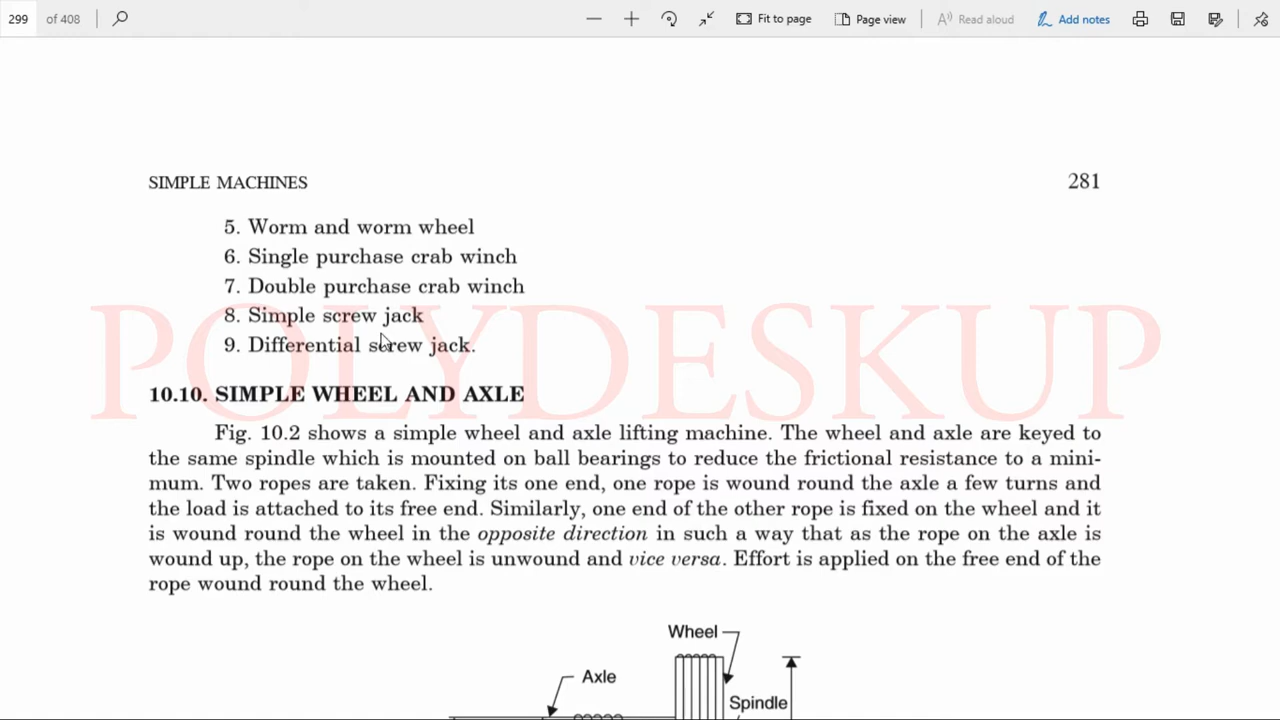 299 of 408 Fit to page Page view Read aloud Add notes
SIMPLE MACHINES 281
5. Worm and worm wheel
6. Single purchase crab winch
7. Double purchase crab winch
8. Simple screw jack
9. Differential screw jack.
POLYDESKUP
10.10. SIMPLE WHEEL AND AXLE
Fig. 10.2 shows a simple wheel and axle lifting machine. The wheel and axle are keyed to
the same spindle which is mounted on ball bearings to reduce the frictional resistance to a mini-
mum. Two ropes are taken. Fixing its one end, one rope is wound round the axle a few turns and
the load is attached to its free end. Similarly, one end of the other rope is fixed on the wheel and it
is wound round the wheel in the opposite direction in such a way that as the rope on the axle is
wound up, the rope on the wheel is unwound and vice versa. Effort is applied on the free end of the
rope wound round the wheel.
Wheel
Axle
Spindle